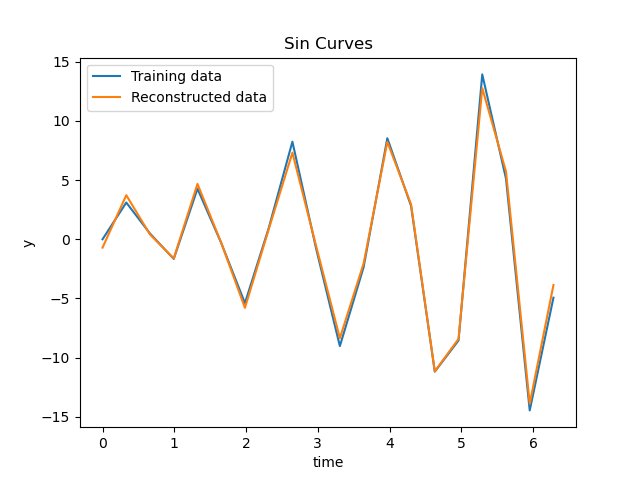 Sin Curves
Training data
Reconstructed data
15
10
5
0
−5
−10
−15
y
0 1 2 3 4 5 6
time